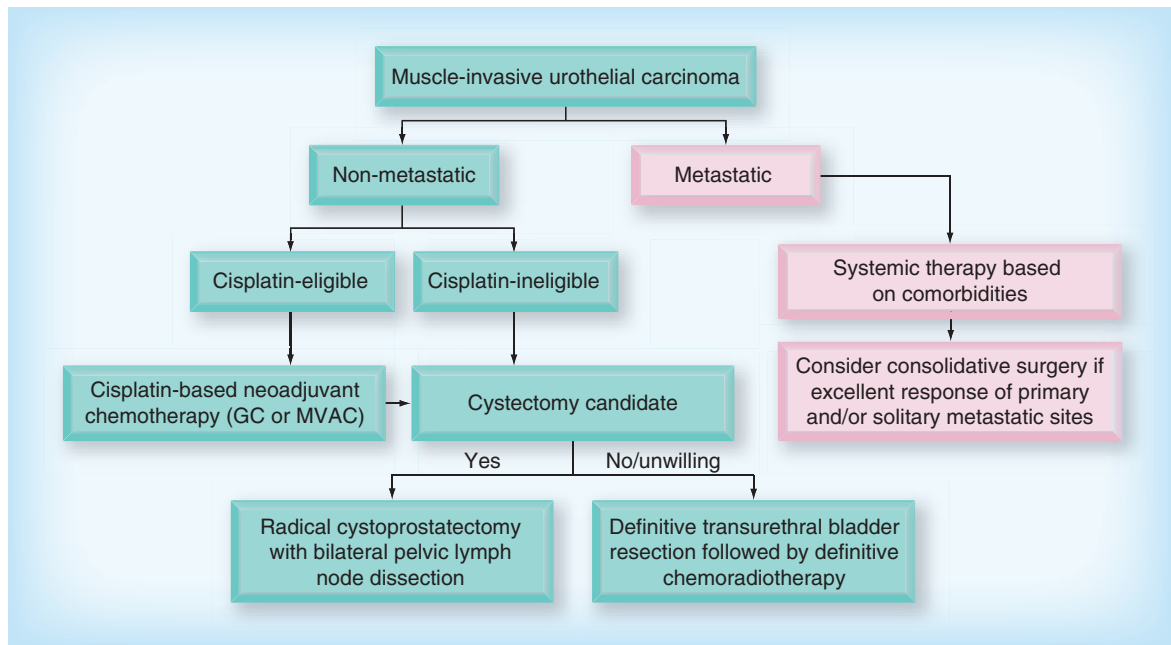 Muscle-invasive urothelial carcinoma
Non-metastatic
Metastatic
Cisplatin-eligible
Cisplatin-ineligible
Systemic therapy based
on comorbidities
Cisplatin-based neoadjuvant
chemotherapy (GC or MVAC)
Cystectomy candidate
Consider consolidative surgery if
excellent response of primary
and/or solitary metastatic sites
Yes
No/unwilling
Radical cystoprostatectomy
with bilateral pelvic lymph
node dissection
Definitive transurethral bladder
resection followed by definitive
chemoradiotherapy